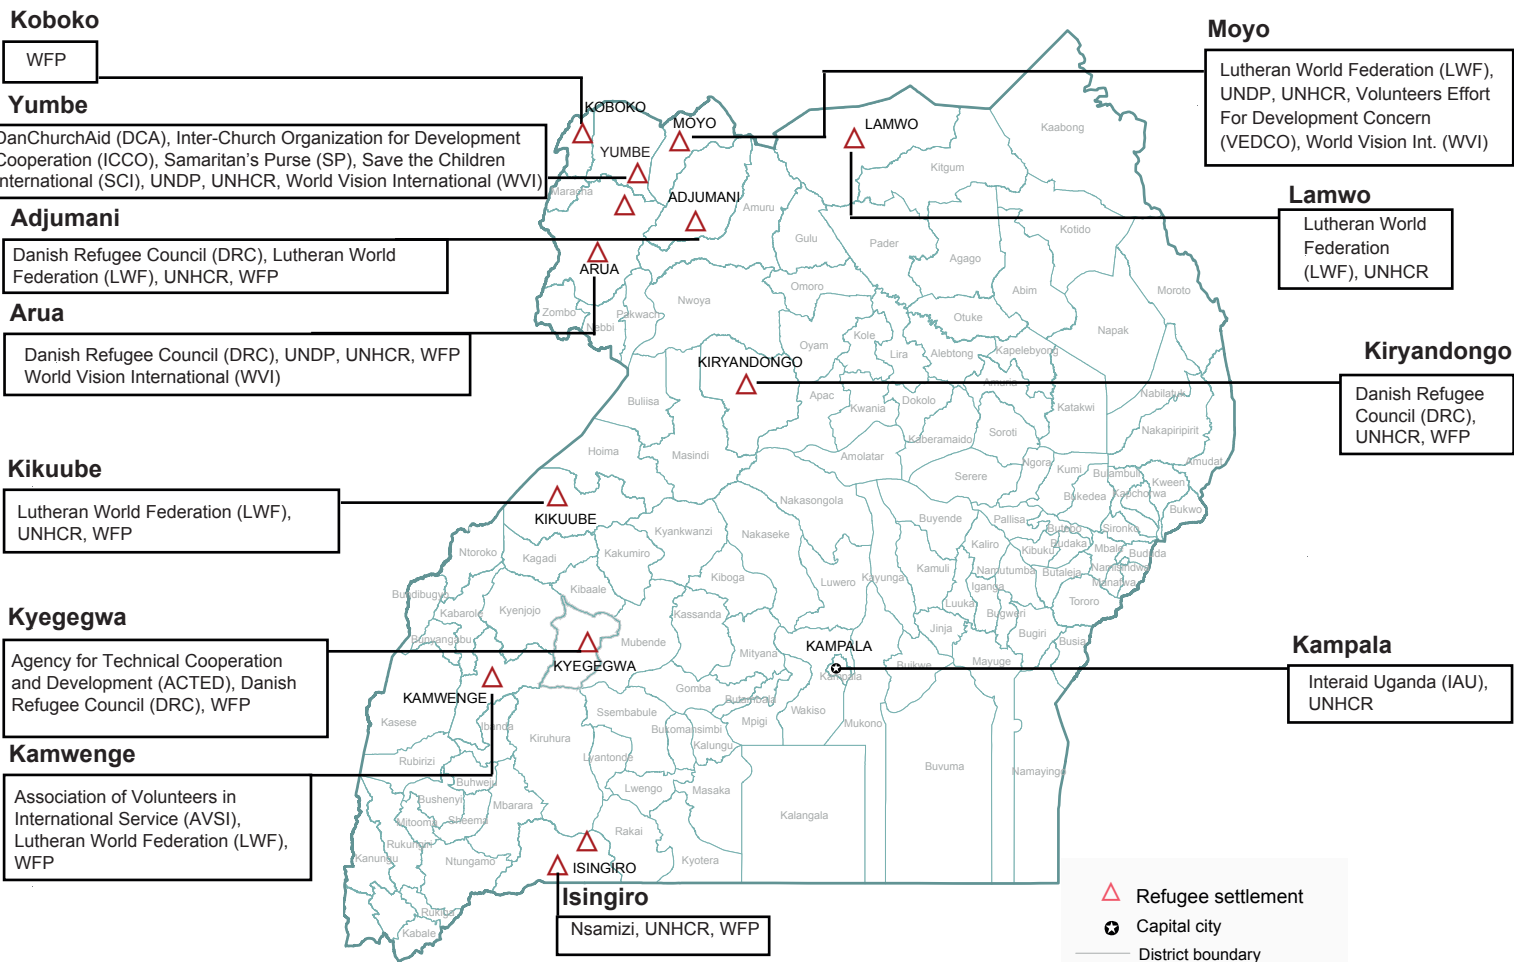 Koboko
WFP
Yumbe
DanChurchAid (DCA), Inter-Church Organization for Development
Cooperation (ICCO), Samaritan's Purse (SP), Save the Children
International (SCI), UNDP, UNHCR, World Vision International (WVI)
Adjumani
Danish Refugee Council (DRC), Lutheran World
Federation (LWF), UNHCR, WFP
Arua
Danish Refugee Council (DRC), UNDP, UNHCR, WFP
World Vision International (WVI)
Kikuube
Lutheran World Federation (LWF),
UNHCR, WFP
Kyegegwa
Agency for Technical Cooperation
and Development (ACTED), Danish
Refugee Council (DRC), WFP
Kamwenge
Association of Volunteers in
International Service (AVSI),
Lutheran World Federation (LWF),
WFP
Isingiro
Nsamizi, UNHCR, WFP
Moyo
Lutheran World Federation (LWF),
UNDP, UNHCR, Volunteers Effort
For Development Concern
(VEDCO), World Vision Int. (WVI)
Lamwo
Lutheran World
Federation
(LWF), UNHCR
Kiryandongo
Danish Refugee
Council (DRC),
UNHCR, WFP
Kampala
Interaid Uganda (IAU),
UNHCR
KOBOKO
MOYO
LAMWO
YUMBE
Kaabong
Kitgum
Maracha
ADJUMANI
Amuru
Gulu
Pader
Kotido
Agago
ARUA
Omoro
Abim
Moroto
Nwoya
Zombo
Pakwach
Nebbi
Otuke
Napak
Kole
Oyam
Lira
Alebtong
Kapelebyong
KIRYANDONGO
Amuria
Buliisa
Apac
Kwania
Dokolo
Katakwi
Nabilatuk
Kaberamaido
Soroti
Nakapiripirit
Hoima
Masindi
Amolatar
Serere
Ngora
Kumi
Bulambuli
Amudat
Kween
Bukedea
Kapchorwa
Bukwo
KIKUUBE
Nakasongola
Buyende
Pallisa
Butebo
Sironko
Kyankwanzi
Nakaseke
Kaliro
Kibuku
Budaka
Mbale
Bududa
Ntoroko
Kagadi
Kakumiro
Kiboga
Luwero
Kayunga
Kamuli
Namutumba
Butaleja
Namisindwa
Manafwa
Iganga
Bundibugyo
Kibaale
Kabarole
Kyenjojo
Kassanda
Luuka
Bugweri
Tororo
Bunyangabu
Mubende
Mityana
KAMPALA
Jinja
Bugiri
Busia
KYEGEGWA
Kampala
Buikwe
Mayuge
KAMWENGE
Gomba
Butambala
Wakiso
Mukono
Kasese
Ibanda
Kiruhura
Ssembabule
Bukomansimbi
Mpigi
Kalungu
Rubirizi
Lyantonde
Buvuma
Namayingo
Buhweju
Lwengo
Masaka
Bushenyi
Mbarara
Kalangala
Mitooma
Sheema
Rakai
Rukungiri
Kanungu
Ntungamo
Kyotera
ISINGIRO
Rukiga
Kabale
Refugee settlement
Capital city
District boundary